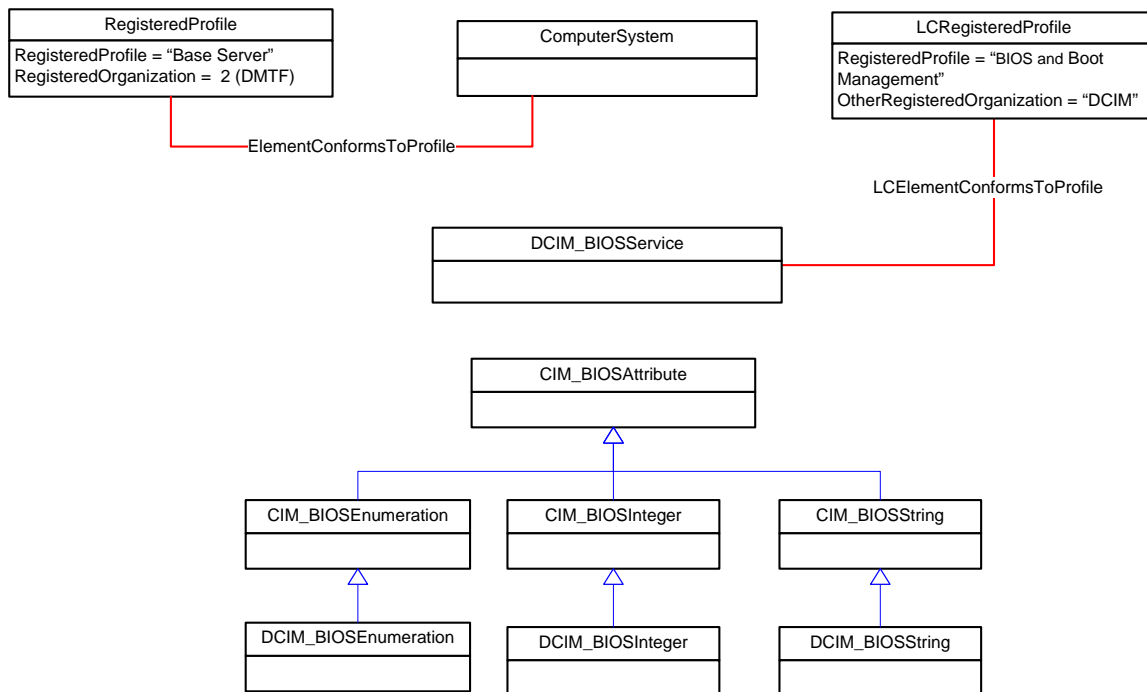 RegisteredProfile
RegisteredProfile = “Base Server”
RegisteredOrganization =  2 (DMTF)
ComputerSystem
LCRegisteredProfile
RegisteredProfile = “BIOS and Boot
Management”
OtherRegisteredOrganization = “DCIM”
ElementConformsToProfile
LCElementConformsToProfile
DCIM_BIOSService
CIM_BIOSAttribute
CIM_BIOSEnumeration
CIM_BIOSInteger
CIM_BIOSString
DCIM_BIOSEnumeration
DCIM_BIOSInteger
DCIM_BIOSString